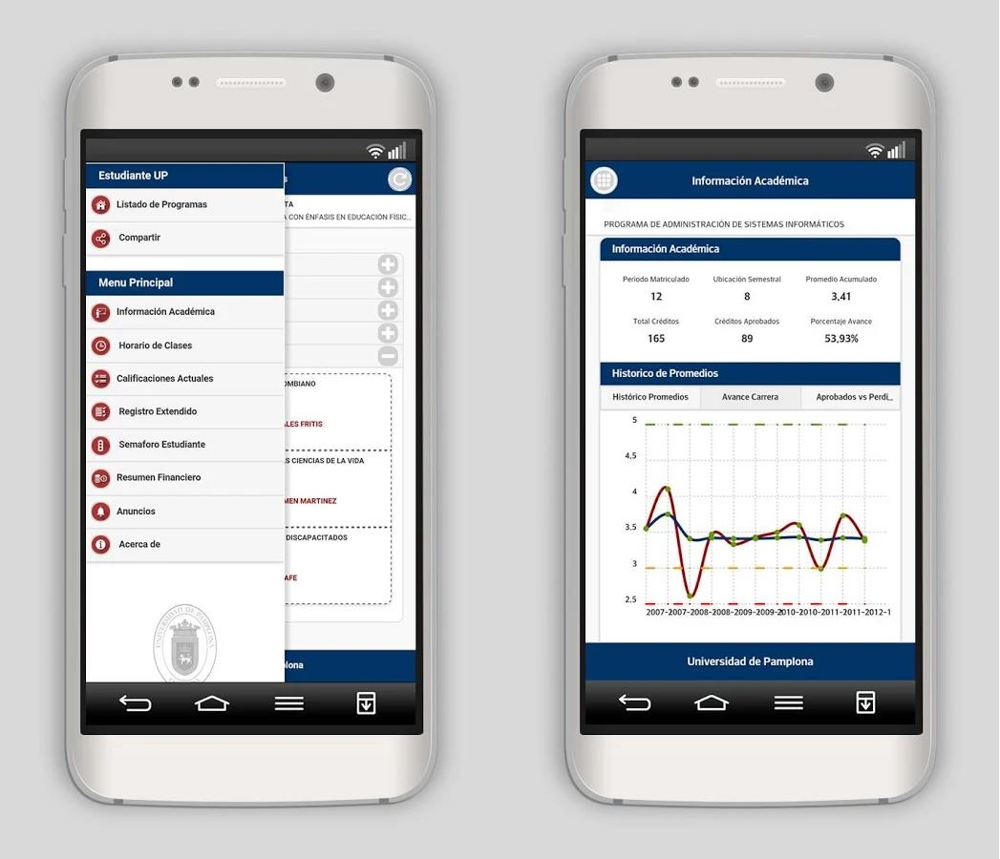 Estudiante UP
Listado de Programas
Compartir
Menu Principal
Información Académica
Horario de Clases
Calificaciones Actuales
Registro Extendido
Semaforo Estudiante
Resumen Financiero
Anuncios
Acerca de
UNIVERSIDAD DE PAMPLONA
s
TA
A CON ÉNFASIS EN EDUCACIÓN FÍSIC...
OMBIANO
ALES FRITIS
AS CIENCIAS DE LA VIDA
MEN MARTINEZ
DISCAPACITADOS
AFE
plona
Información Académica
PROGRAMA DE ADMINISTRACIÓN DE SISTEMAS INFORMÁTICOS
Información Académica
Periodo Matriculado Ubicación Semestral Promedio Acumulado
12 8 3,41
Total Créditos Créditos Aprobados Porcentaje Avance
165 89 53,93%
Historico de Promedios
Histórico Promedios Avance Carrera Aprobados vs Perdi...
5
4,5
4
3,5
3
2,5
2007-2007-2008-2008-2009-2009-2010-2010-2011-2011-2012-1
Universidad de Pamplona